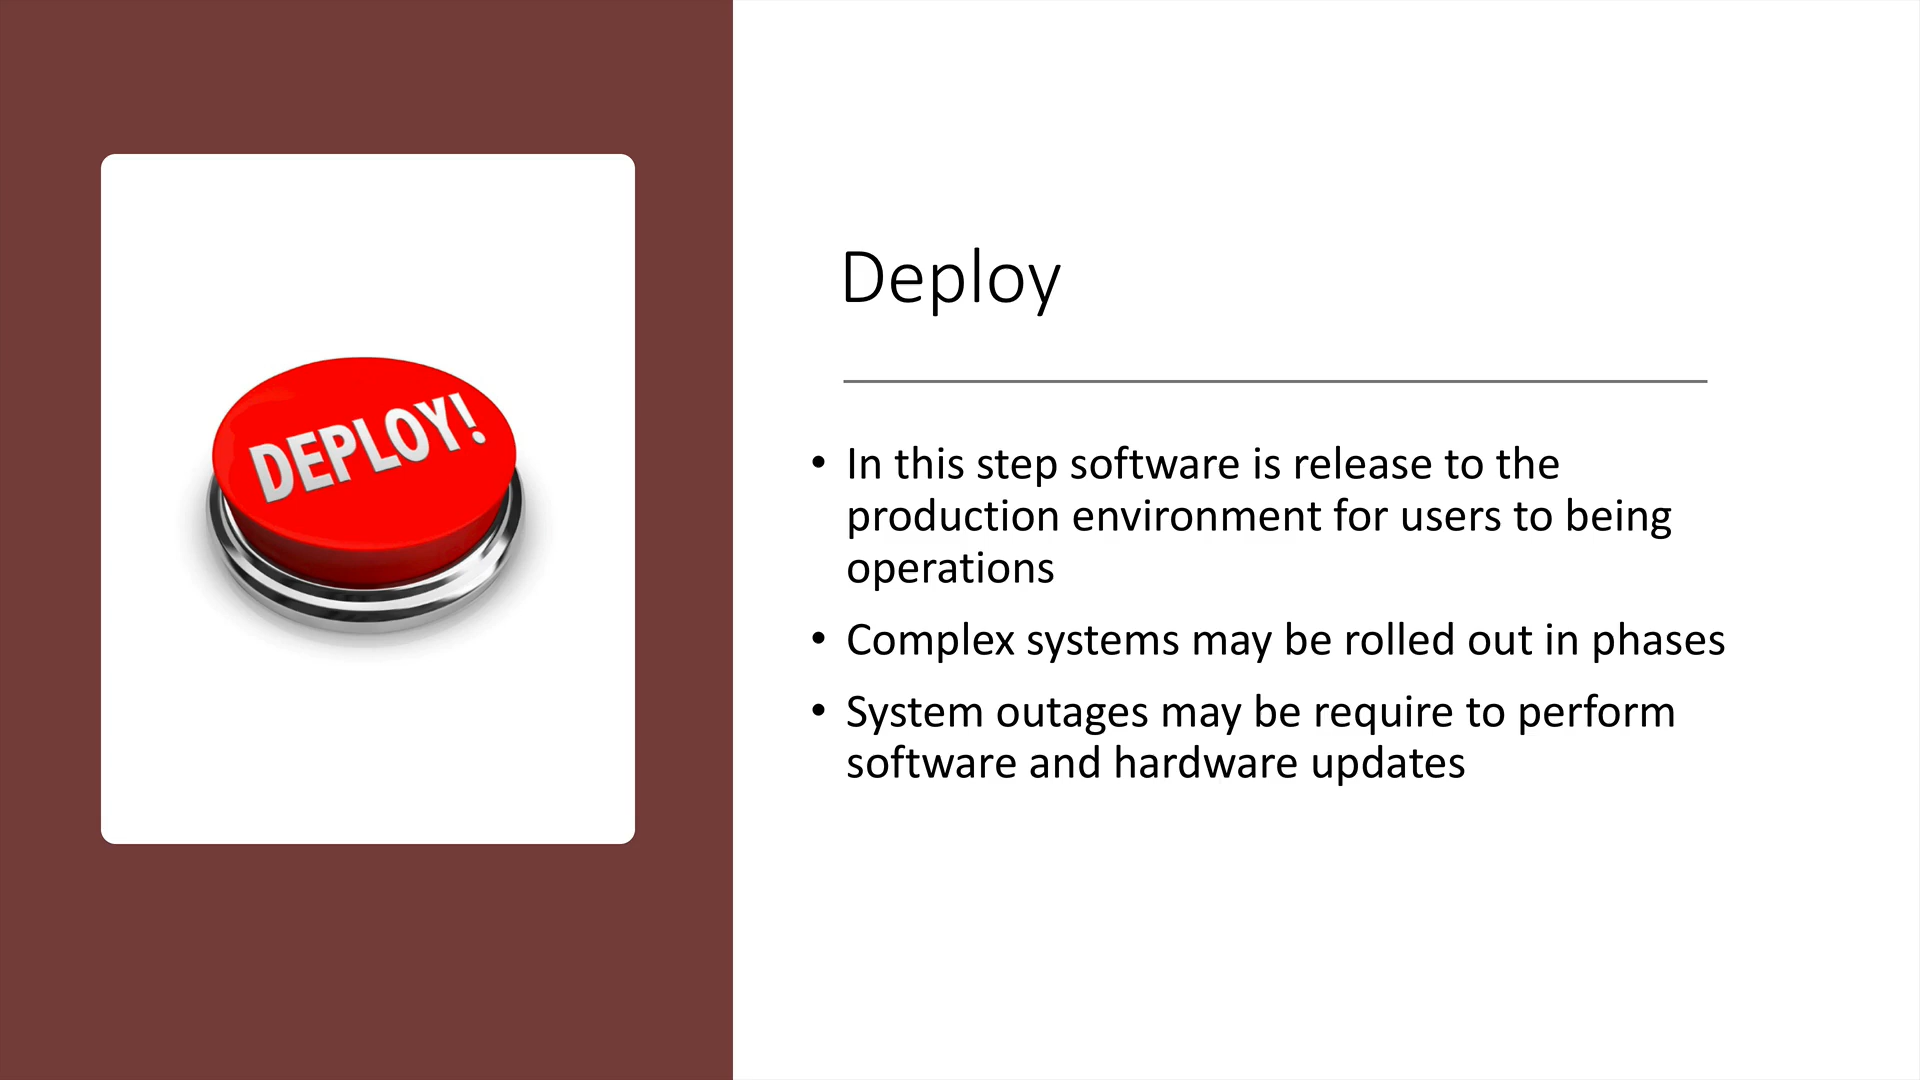 DEPLOY!
Deploy
• In this step software is release to the
production environment for users to being
operations
• Complex systems may be rolled out in phases
• System outages may be require to perform
software and hardware updates